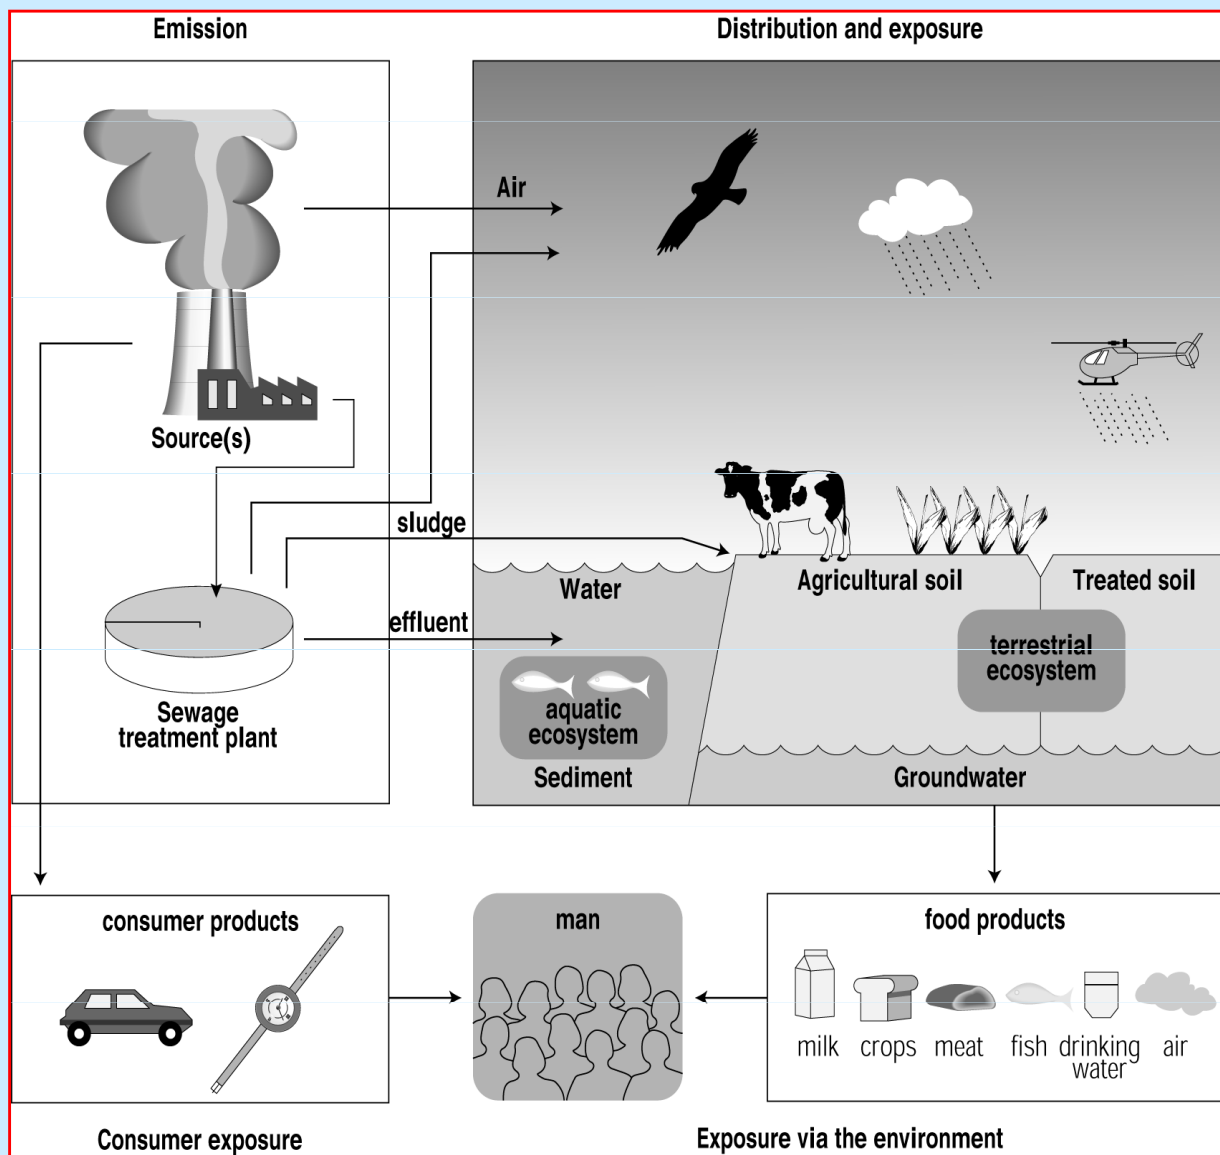 Emission
Distribution and exposure
Air
Source(s)
sludge
effluent
Sewage
treatment plant
Water
Agricultural soil
Treated soil
terrestrial
ecosystem
aquatic
ecosystem
Sediment
Groundwater
consumer products
man
food products
milk
crops
meat
fish
drinking
water
air
Consumer exposure
Exposure via the environment